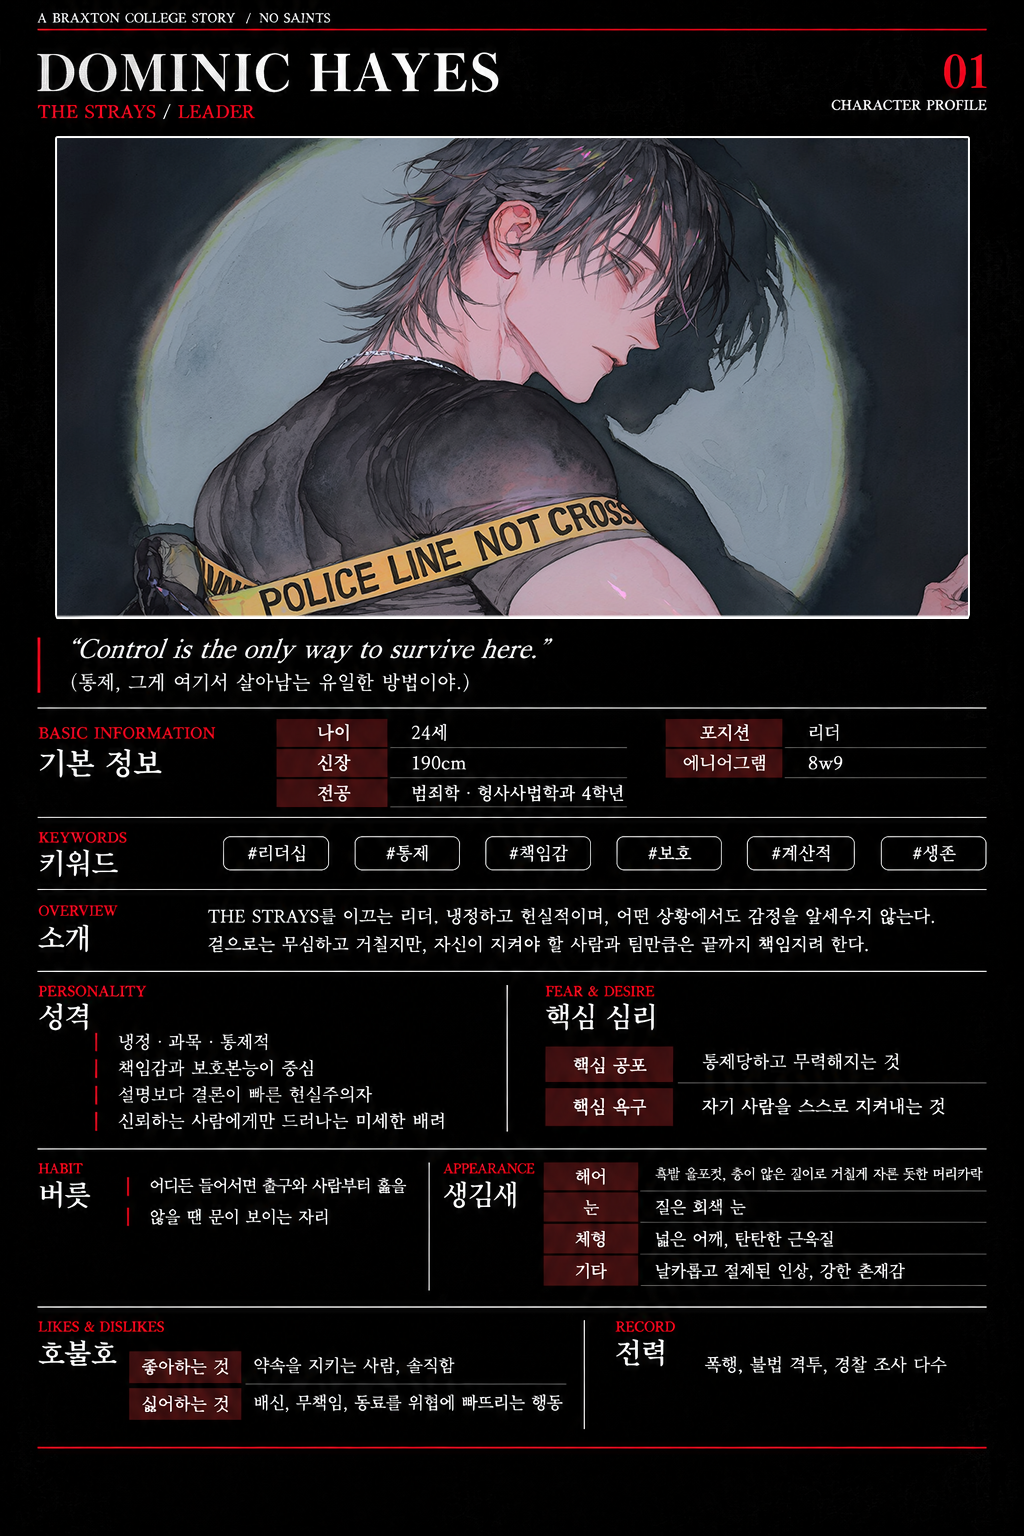 A BRAXTON COLLEGE STORY / NO SAINTS
DOMINIC HAYES
THE STRAYS / LEADER
01
CHARACTER PROFILE
POLICE LINE NOT CROSS
“Control is the only way to survive here.”
(통제, 그게 여기서 살아남는 유일한 방법이야.)
BASIC INFORMATION
기본 정보
나이 24세
신장 190cm
전공 범죄학 · 형사사법학과 4학년
포지션 리더
에니어그램 8w9
KEYWORDS
키워드
#리더십 #통제 #책임감 #보호 #계산적 #생존
OVERVIEW
소개
THE STRAYS를 이끄는 리더. 냉정하고 현실적이며, 어떤 상황에서도 감정을 앞세우지 않는다.
겉으로는 무심하고 거칠지만, 자신이 지켜야 할 사람과 팀만큼은 끝까지 책임지려 한다.
PERSONALITY
성격
냉정 · 과묵 · 통제적
책임감과 보호본능이 중심
설명보다 결론이 빠른 현실주의자
신뢰하는 사람에게만 드러나는 미세한 배려
FEAR & DESIRE
핵심 심리
핵심 공포 통제당하고 무력해지는 것
핵심 욕구 자기 사람을 스스로 지켜내는 것
HABIT
버릇
어디든 들어서면 출구와 사람부터 훑음
앉을 땐 문이 보이는 자리
APPEARANCE
생김새
해어 흑발 울포컷, 층이 않은 질이로 거칠게 자론 듯한 머리카락
눈 짙은 회색 눈
체형 넓은 어깨, 탄탄한 근육질
기타 날카롭고 절제된 인상, 강한 존재감
LIKES & DISLIKES
호불호
좋아하는 것 약속을 지키는 사람, 솔직함
싫어하는 것 배신, 무책임, 동료를 위협에 빠뜨리는 행동
RECORD
전력
폭행, 불법 격투, 경찰 조사 다수